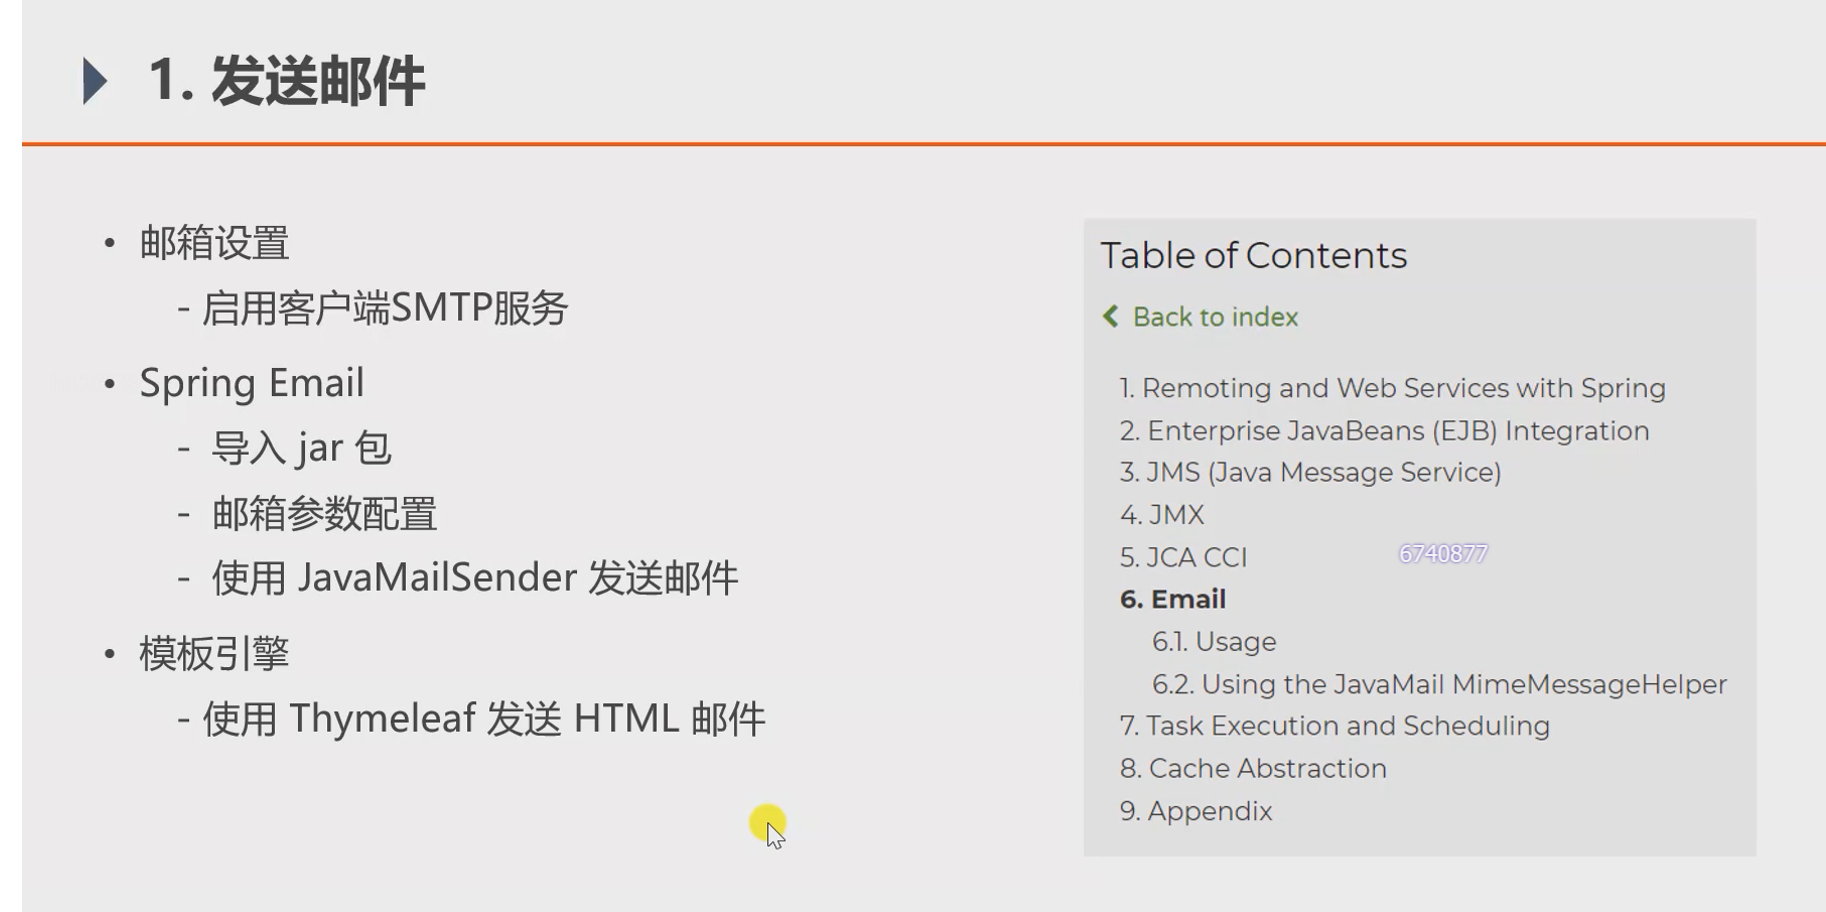 1. 发送邮件
• 邮箱设置
- 启用客户端SMTP服务
• Spring Email
- 导入 jar 包
- 邮箱参数配置
- 使用 JavaMailSender 发送邮件
• 模板引擎
- 使用 Thymeleaf 发送 HTML 邮件
Table of Contents
Back to index
1. Remoting and Web Services with Spring
2. Enterprise JavaBeans (EJB) Integration
3. JMS (Java Message Service)
4. JMX
5. JCA CCI
6740877
6. Email
6.1. Usage
6.2. Using the JavaMail MimeMessageHelper
7. Task Execution and Scheduling
8. Cache Abstraction
9. Appendix